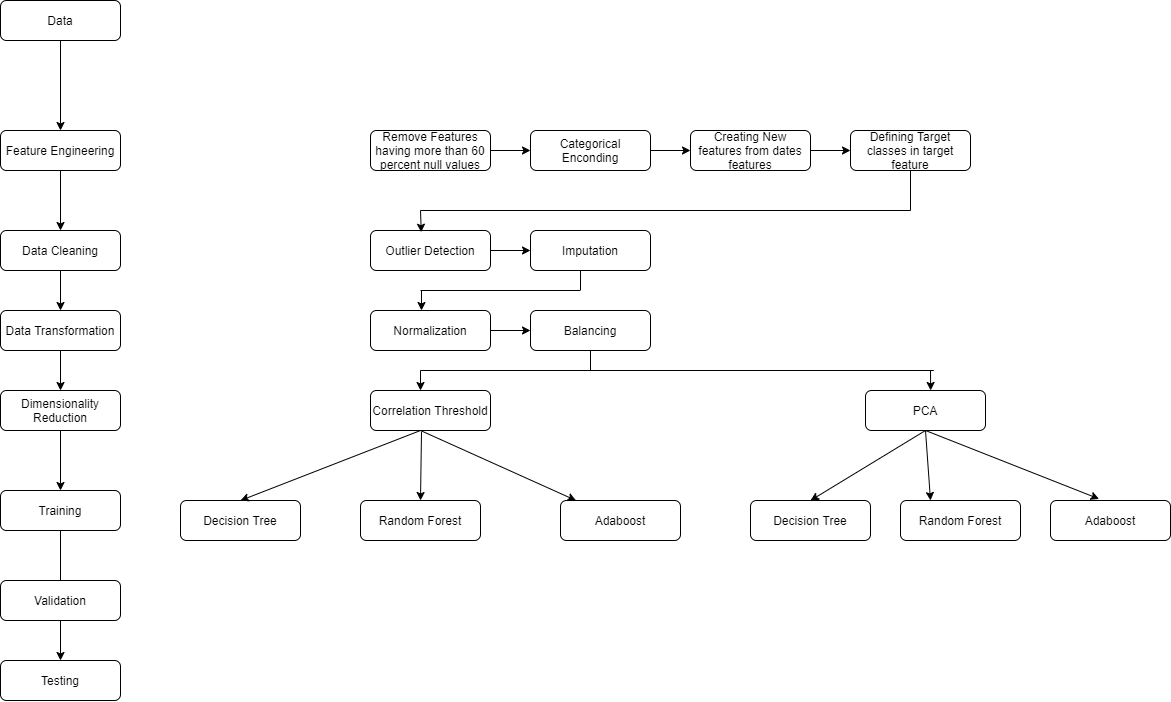 Data
Feature Engineering
Remove Features
having more than 60
percent null values
Categorical
Enconding
Creating New
features from dates
features
Defining Target
classes in target
feature
Data Cleaning
Outlier Detection
Imputation
Data Transformation
Normalization
Balancing
Dimensionality
Reduction
Correlation Threshold
PCA
Training
Decision Tree
Random Forest
Adaboost
Decision Tree
Random Forest
Adaboost
Validation
Testing